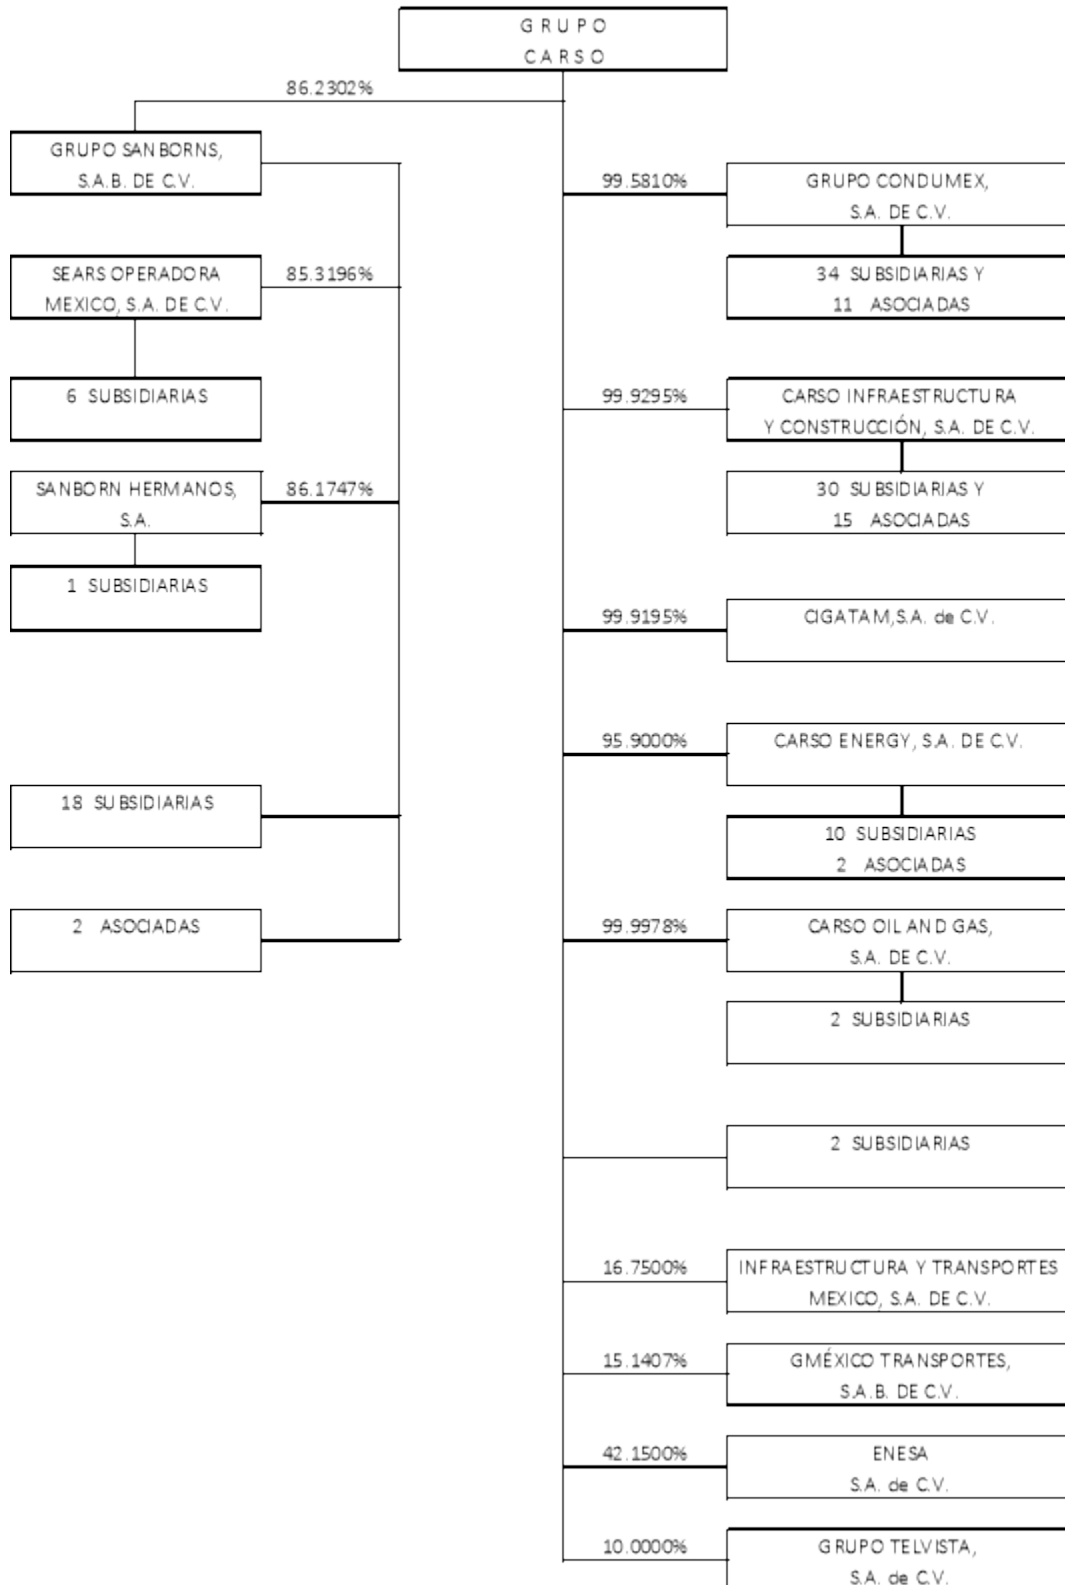 GRUPO
CARSO
86.2302%
GRUPO SANBORNS,
S.A.B. DE C.V.
SEARS OPERADORA
MEXICO, S.A. DE C.V.
85.3196%
6 SUBSIDIARIAS
SANBORN HERMANOS,
S.A.
86.1747%
1 SUBSIDIARIAS
18 SUBSIDIARIAS
2 ASOCIADAS
99.5810%
GRUPO CONDUMEX,
S.A. DE C.V.
34 SUBSIDIARIAS Y
11 ASOCIADAS
99.9295%
CARSO INFRAESTRUCTURA
Y CONSTRUCCIÓN, S.A. DE C.V.
30 SUBSIDIARIAS Y
15 ASOCIADAS
99.9195%
CIGATAM,S.A. de C.V.
95.9000%
CARSO ENERGY, S.A. DE C.V.
10 SUBSIDIARIAS
2 ASOCIADAS
99.9978%
CARSO OIL AND GAS,
S.A. DE C.V.
2 SUBSIDIARIAS
2 SUBSIDIARIAS
16.7500%
INFRAESTRUCTURA Y TRANSPORTES
MEXICO, S.A. DE C.V.
15.1407%
GMÉXICO TRANSPORTES,
S.A.B. DE C.V.
42.1500%
ENESA
S.A. de C.V.
10.0000%
GRUPO TELVISTA,
S.A. de C.V.